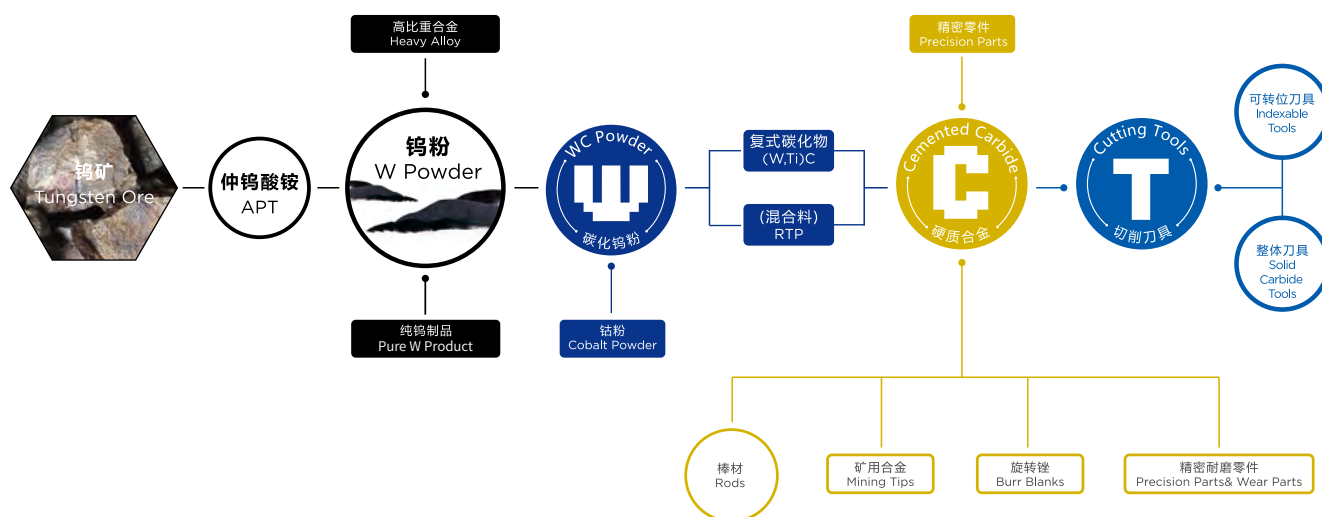 高比重合金
Heavy Alloy
精密零件
Precision Parts
钨矿
Tungsten Ore
仲钨酸铵
APT
钨粉
W Powder
WC Powder
碳化钨粉
复式碳化物
(W,Ti)C
(混合料)
RTP
Cemented Carbide
C
硬质合金
Cutting Tools
T
切削刀具
可转位刀具
Indexable
Tools
整体刀具
Solid
Carbide
Tools
纯钨制品
Pure W Product
钴粉
Cobalt Powder
棒材
Rods
矿用合金
Mining Tips
旋转锉
Burr Blanks
精密耐磨零件
Precision Parts& Wear Parts